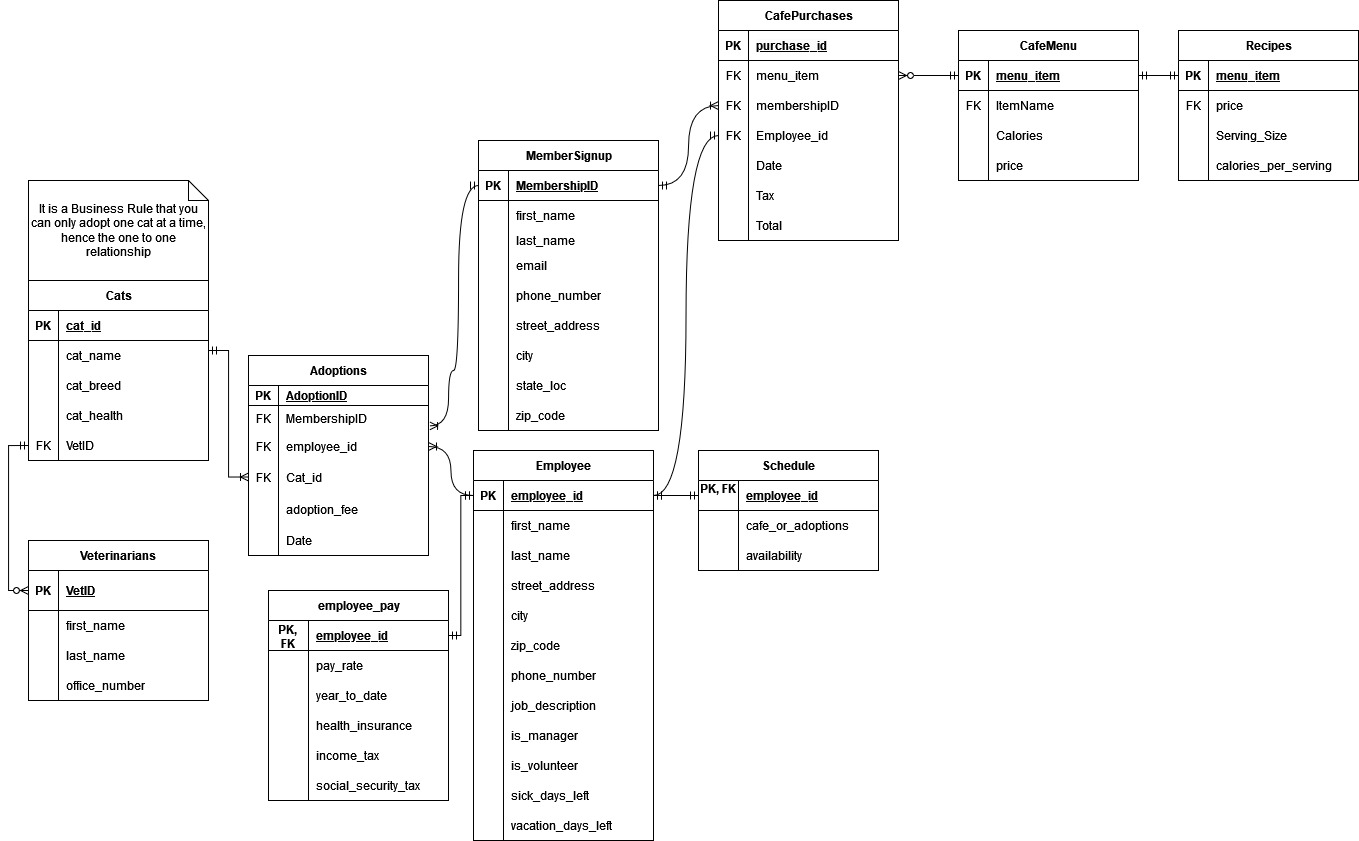 CafePurchases
PK purchase_id
FK menu_item
FK membershipID
FK Employee_id
Date
Tax
Total
CafeMenu
PK menu_item
FK ItemName
Calories
price
Recipes
PK menu_item
FK price
Serving_Size
calories_per_serving
MemberSignup
PK MembershipID
first_name
last_name
email
phone_number
street_address
city
state_loc
zip_code
It is a Business Rule that you
can only adopt one cat at a time,
hence the one to one
relationship
Cats
PK cat_id
cat_name
cat_breed
cat_health
FK VetID
Adoptions
PK AdoptionID
FK MembershipID
FK employee_id
FK Cat_id
adoption_fee
Date
Employee
PK employee_id
first_name
last_name
street_address
city
zip_code
phone_number
job_description
is_manager
is_volunteer
sick_days_left
vacation_days_left
Schedule
PK, FK employee_id
cafe_or_adoptions
availability
Veterinarians
PK VetID
first_name
last_name
office_number
employee_pay
PK,
FK employee_id
pay_rate
year_to_date
health_insurance
income_tax
social_security_tax